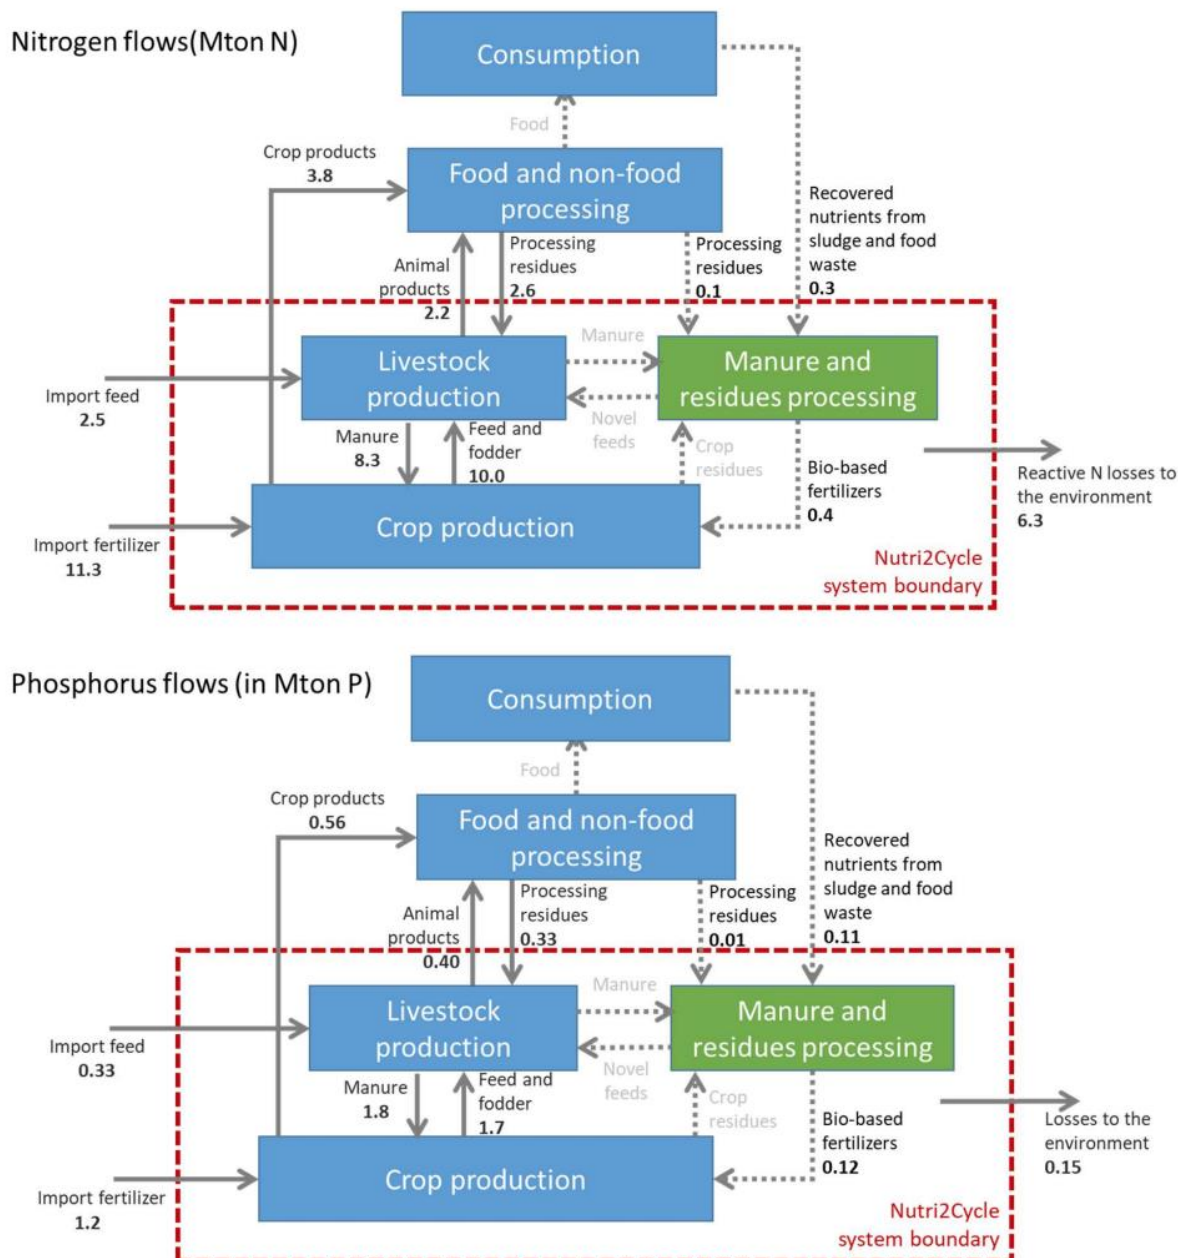 Nitrogen flows(Mton N)
Consumption
Food
Crop products
3.8
Food and non-food
processing
Recovered
nutrients from
sludge and food
waste
0.3
Animal
products
2.2
Processing
residues
2.6
Processing
residues
0.1
Livestock
production
Manure
Novel
feeds
Manure and
residues processing
Import feed
2.5
Manure
8.3
Feed and
fodder
10.0
Crop
residues
Bio-based
fertilizers
0.4
Reactive N losses to
the environment
6.3
Crop production
Import fertilizer
11.3
Nutri2Cycle
system boundary
Phosphorus flows (in Mton P)
Consumption
Food
Crop products
0.56
Food and non-food
processing
Recovered
nutrients from
sludge and food
waste
0.11
Animal
products
0.40
Processing
residues
0.33
Processing
residues
0.01
Livestock
production
Manure
Novel
feeds
Manure and
residues processing
Import feed
0.33
Manure
1.8
Feed and
fodder
1.7
Crop
residues
Bio-based
fertilizers
0.12
Losses to the
environment
0.15
Crop production
Import fertilizer
1.2
Nutri2Cycle
system boundary